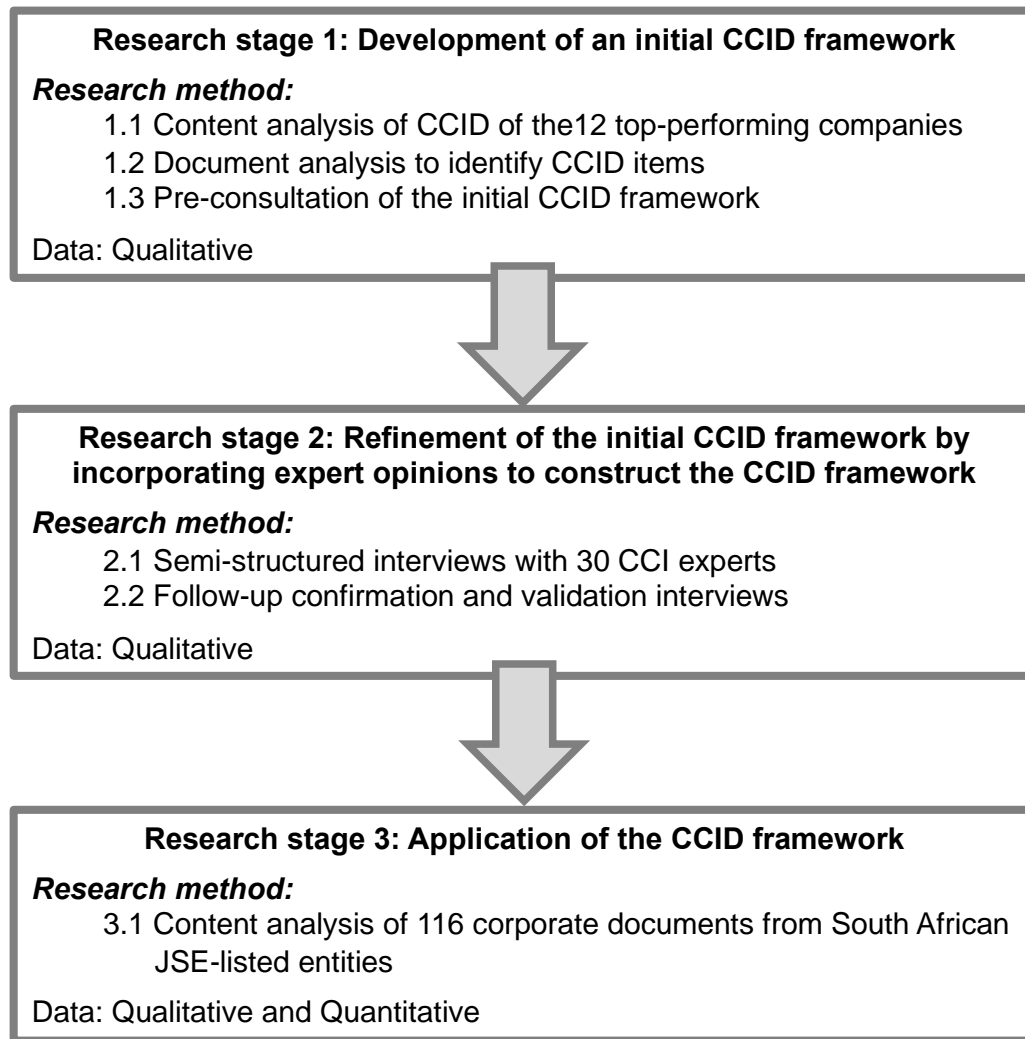 Research stage 1: Development of an initial CCID framework
Research method:
1.1 Content analysis of CCID of the12 top-performing companies
1.2 Document analysis to identify CCID items
1.3 Pre-consultation of the initial CCID framework
Data: Qualitative
Research stage 2: Refinement of the initial CCID framework by
incorporating expert opinions to construct the CCID framework
Research method:
2.1 Semi-structured interviews with 30 CCI experts
2.2 Follow-up confirmation and validation interviews
Data: Qualitative
Research stage 3: Application of the CCID framework
Research method:
3.1 Content analysis of 116 corporate documents from South African
JSE-listed entities
Data: Qualitative and Quantitative